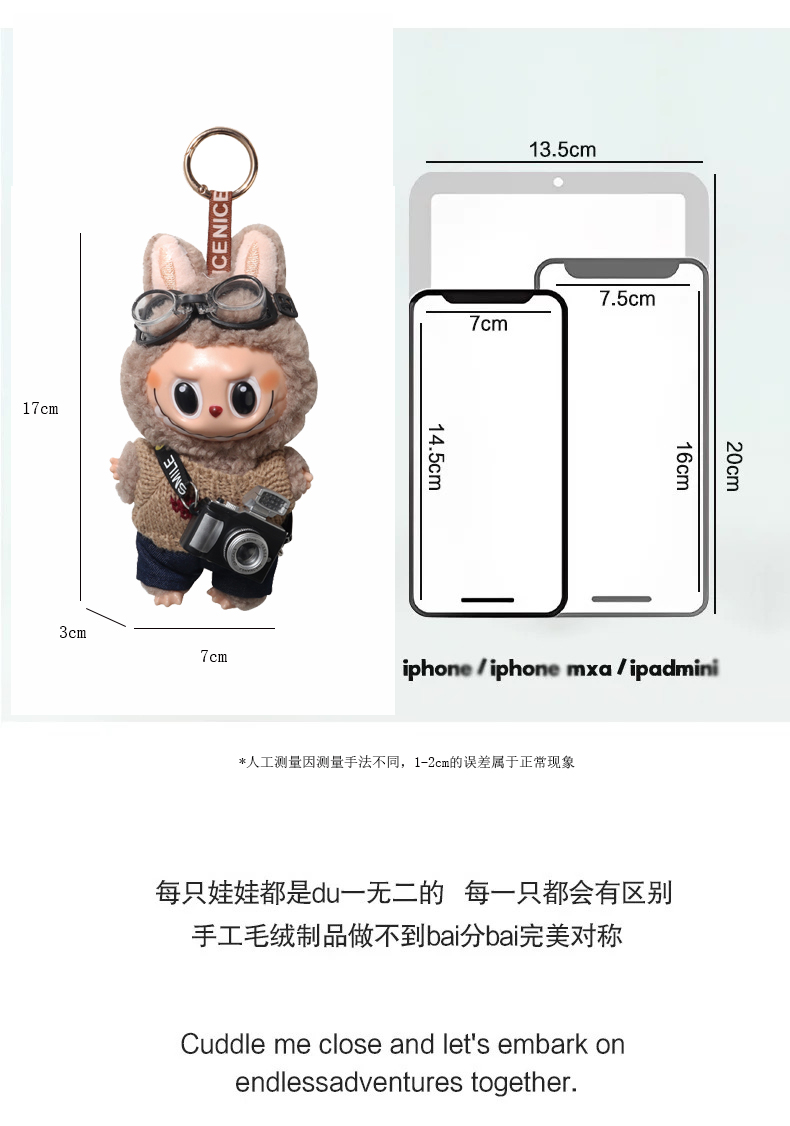 ICENICE
SMILE
17cm
3cm
7cm
13.5cm
7.5cm
7cm
14.5cm
16cm
20cm
iphone / iphone mxa / ipadmini
*人工测量因测量手法不同，1-2cm的误差属于正常现象
每只娃娃都是du一无二的 每一只都会有区别
手工毛绒制品做不到bai分bai完美对称
Cuddle me close and let's embark on
endlessadventures together.